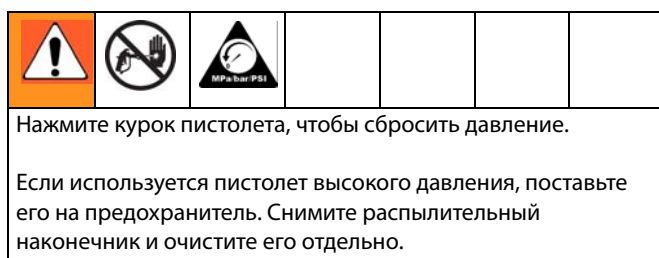 MPa/bar/PSI
Нажмите курок пистолета, чтобы сбросить давление.
Если используется пистолет высокого давления, поставьте
его на предохранитель. Снимите распылительный
наконечник и очистите его отдельно.